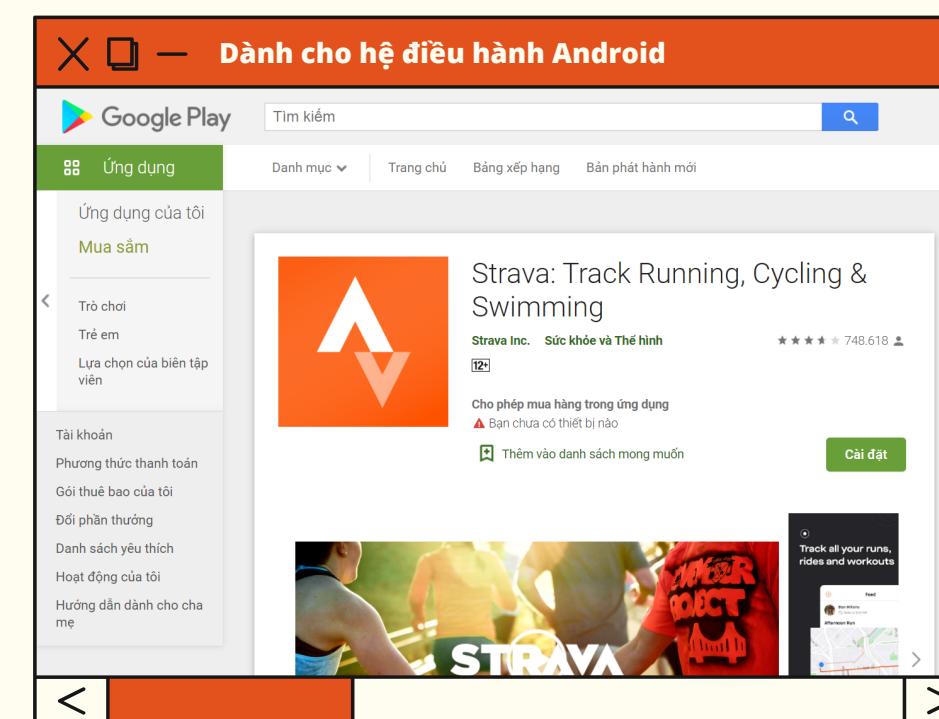 Dành cho hệ điều hành Android
Google Play
Tìm kiếm
Ứng dụng
Danh mục
Trang chủ
Bảng xếp hạng
Bản phát hành mới
Ứng dụng của tôi
Mua sắm
Trò chơi
Trẻ em
Lựa chọn của biên tập
viên
Tài khoản
Phương thức thanh toán
Gói thuê bao của tôi
Đổi phần thưởng
Danh sách yêu thích
Hoạt động của tôi
Hướng dẫn dành cho cha
mẹ
Strava: Track Running, Cycling &
Swimming
Strava Inc. Sức khỏe và Thể hình
748.618
12+
Cho phép mua hàng trong ứng dụng
Bạn chưa có thiết bị nào
Thêm vào danh sách mong muốn
Cài đặt
STRAVA
Track all your runs,
rides and workouts
Feed
Afternoon Run